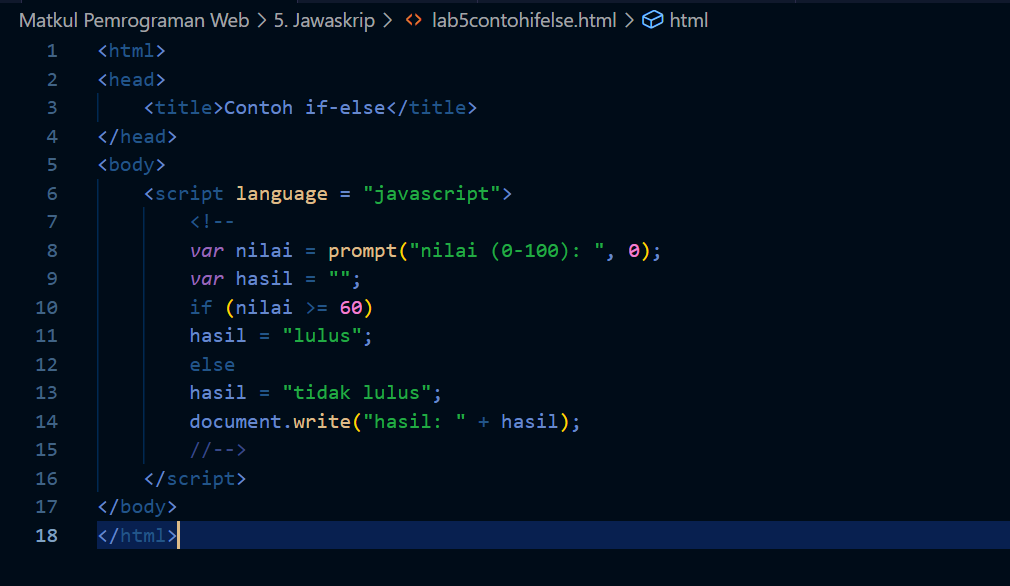 Matkul Pemrograman Web > 5. Jawaskrip > <> lab5contohifelse.html > html
1 <html>
2 <head>
3     <title>Contoh if-else</title>
4 </head>
5 <body>
6     <script language = "javascript">
7         <!--
8         var nilai = prompt("nilai (0-100): ", 0);
9         var hasil = "";
10         if (nilai >= 60)
11         hasil = "lulus";
12         else
13         hasil = "tidak lulus";
14         document.write("hasil: " + hasil);
15         //-->
16     </script>
17 </body>
18 </html>